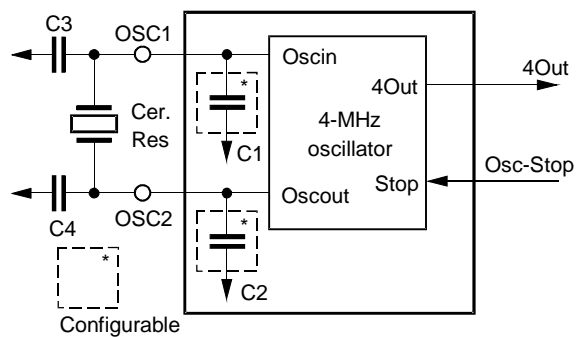 C3
OSC1
Oscin
*
4Out
4Out
Cer.
Res
C1
4-MHz
oscillator
Osc-Stop
Stop
Oscout
C4
OSC2
*
*
C2
Configurable